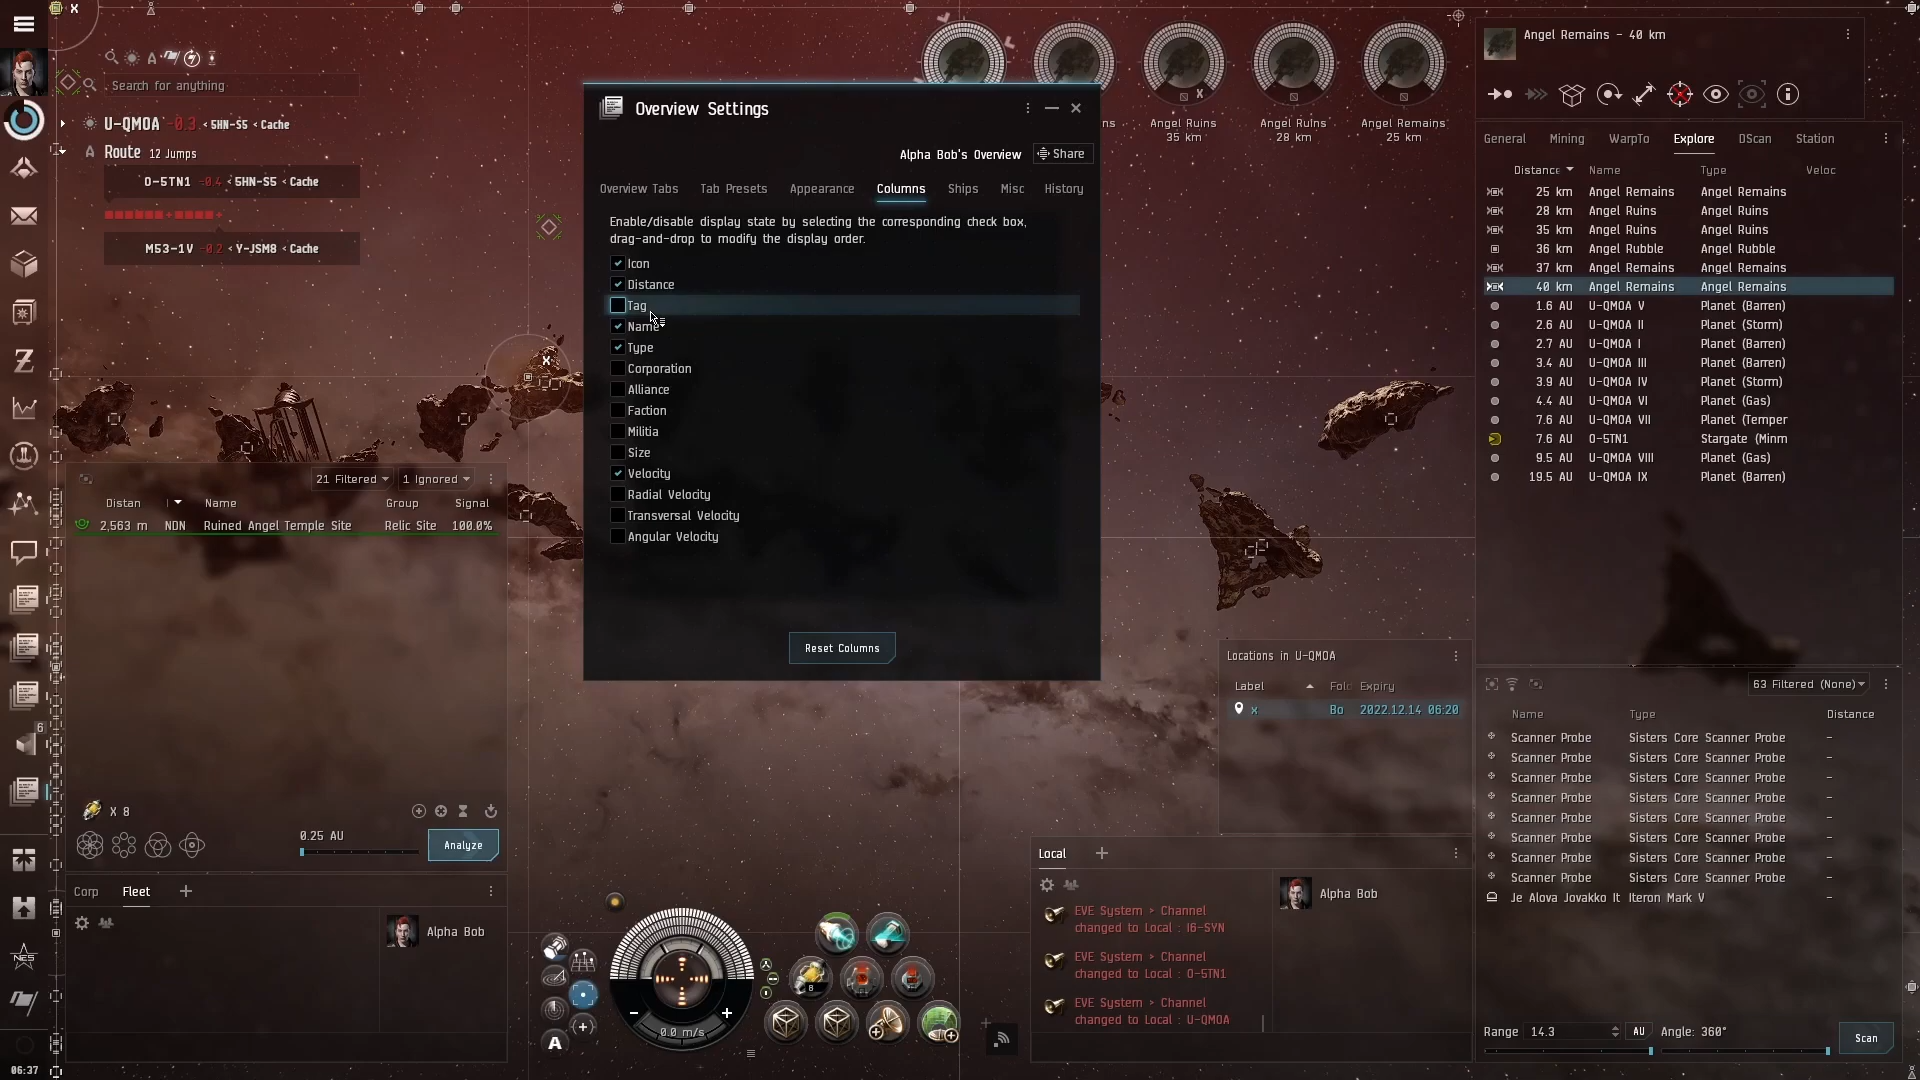 X
Search for anything
U-QMOA -0.3 < 5HN-S5 < Cache
Route 12 Jumps
O-5TN1 -0.4 < 5HN-S5 < Cache
M53-1V -0.2 < Y-JSM8 < Cache
X
ns
Angel Ruins
35 km
Angel Ruins
28 km
Angel Remains
25 km
Overview Settings
Alpha Bob's Overview
Share
Overview Tabs Tab Presets Appearance Columns Ships Misc History
Enable/disable display state by selecting the corresponding check box,
drag-and-drop to modify the display order.
Icon
Distance
Tag
Name
Type
Corporation
Alliance
Faction
Militia
Size
Velocity
Radial Velocity
Transversal Velocity
Angular Velocity
Reset Columns
X
Angel Remains - 40 km
General Mining WarpTo Explore DScan Station
Distance Name Type Veloc
25 km Angel Remains Angel Remains
28 km Angel Ruins Angel Ruins
35 km Angel Ruins Angel Ruins
36 km Angel Rubble Angel Rubble
37 km Angel Remains Angel Remains
40 km Angel Remains Angel Remains
1.6 AU U-QMOA V Planet (Barren)
2.6 AU U-QMOA II Planet (Storm)
2.7 AU U-QMOA I Planet (Barren)
3.4 AU U-QMOA III Planet (Barren)
3.9 AU U-QMOA IV Planet (Storm)
4.4 AU U-QMOA VI Planet (Gas)
7.6 AU U-QMOA VII Planet (Temper
7.6 AU O-5TN1 Stargate (Minm
9.5 AU U-QMOA VIII Planet (Gas)
19.5 AU U-QMOA IX Planet (Barren)
21 Filtered 1 Ignored
Distan Name Group Signal
2,563 m NDN Ruined Angel Temple Site Relic Site 100.0%
X 8
0.25 AU
Analyze
Corp Fleet
Alpha Bob
6
NES
06:37
A
8
0.0 m/s
Locations in U-QMOA
Label Fol Expiry
x Bo 2022.12.14 06:20
Local
EVE System > Channel
changed to Local : I6-SYN
EVE System > Channel
changed to Local : O-5TN1
EVE System > Channel
changed to Local : U-QMOA
Alpha Bob
63 Filtered (None)
Name Type Distance
Scanner Probe Sisters Core Scanner Probe -
Scanner Probe Sisters Core Scanner Probe -
Scanner Probe Sisters Core Scanner Probe -
Scanner Probe Sisters Core Scanner Probe -
Scanner Probe Sisters Core Scanner Probe -
Scanner Probe Sisters Core Scanner Probe -
Scanner Probe Sisters Core Scanner Probe -
Scanner Probe Sisters Core Scanner Probe -
Je Alova Jovakko It Iteron Mark V -
Range 14.3 AU Angle: 360°
Scan